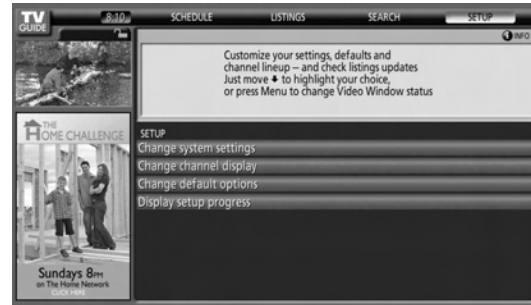 TV GUIDE
8:10
SCHEDULE
LISTINGS
SEARCH
SETUP
INFO
Customize your settings, defaults and
channel lineup – and check listings updates
Just move ↓ to highlight your choice,
or press Menu to change Video Window status
THE
HOME CHALLENGE
SETUP
Change system settings
Change channel display
Change default options
Display setup progress
Sundays 8PM
on The Home Network
CLICK HERE